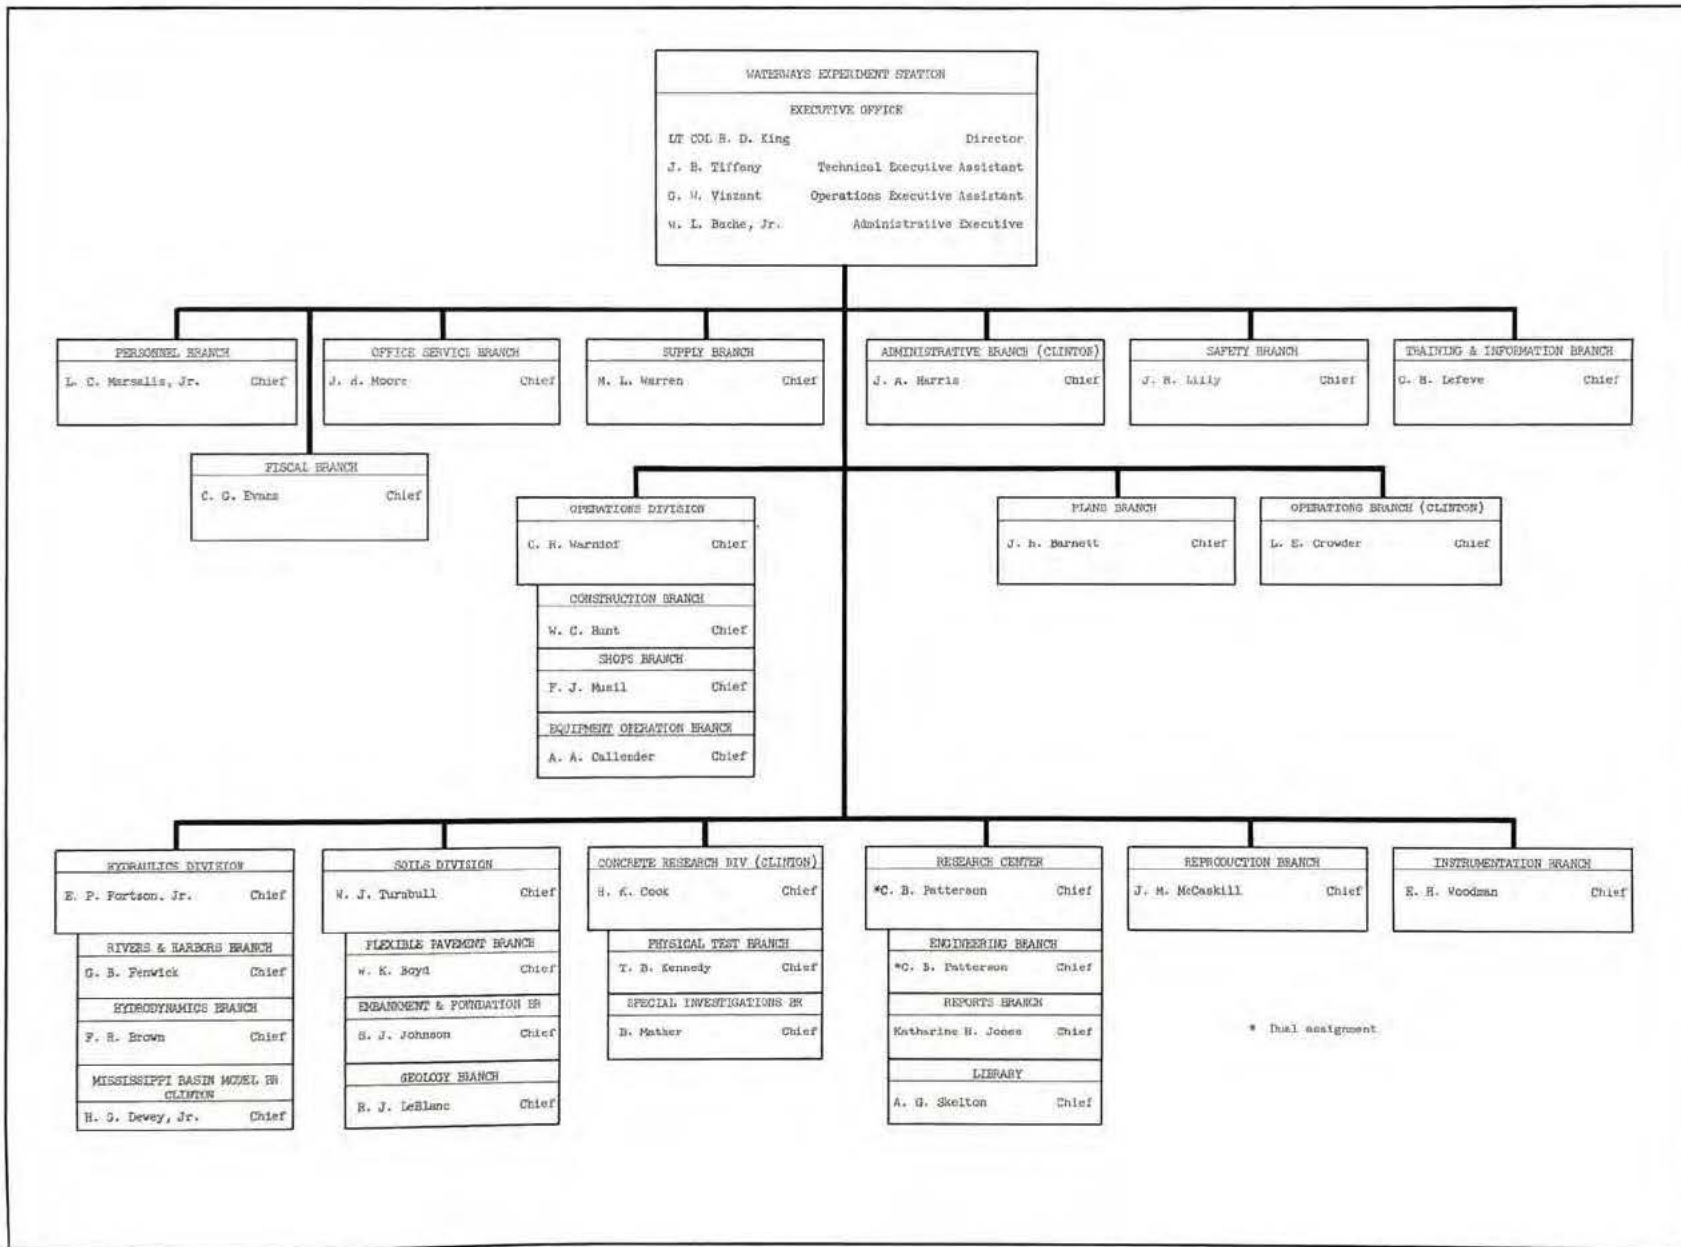 WATERWAYS EXPERIMENT STATION
EXECUTIVE OFFICE
LT COL R. D. King Director
J. B. Tiffany Technical Executive Assistant
G. W. Vinzant Operations Executive Assistant
W. L. Bache, Jr. Administrative Executive
PERSONNEL BRANCH
L. C. Marsalis, Jr. Chief
OFFICE SERVICE BRANCH
J. H. Moore Chief
SUPPLY BRANCH
M. L. Warren Chief
ADMINISTRATIVE BRANCH (CLINTON)
J. A. Harris Chief
SAFETY BRANCH
J. R. Lilly Chief
TRAINING & INFORMATION BRANCH
C. H. Lefeve Chief
FISCAL BRANCH
C. G. Evans Chief
OPERATIONS DIVISION
C. R. Warndof Chief
PLANS BRANCH
J. h. Barnett Chief
OPERATIONS BRANCH (CLINTON)
L. E. Crowder Chief
CONSTRUCTION BRANCH
W. C. Hunt Chief
SHOPS BRANCH
F. J. Musil Chief
EQUIPMENT OPERATION BRANCH
A. A. Callender Chief
HYDRAULICS DIVISION
E. P. Fortson, Jr. Chief
RIVERS & HARBORS BRANCH
G. B. Fenwick Chief
HYDRODYNAMICS BRANCH
F. R. Brown Chief
MISSISSIPPI BASIN MODEL BR
CLINTON
H. G. Dewey, Jr. Chief
SOILS DIVISION
W. J. Turnbull Chief
FLEXIBLE PAVEMENT BRANCH
W. K. Boyd Chief
EMBANKMENT & FOUNDATION BR
S. J. Johnson Chief
GEOLOGY BRANCH
R. J. LeBlanc Chief
CONCRETE RESEARCH DIV (CLINTON)
H. K. Cook Chief
PHYSICAL TEST BRANCH
T. B. Kennedy Chief
SPECIAL INVESTIGATIONS BR
B. Mather Chief
RESEARCH CENTER
*C. B. Patterson Chief
ENGINEERING BRANCH
*C. B. Patterson Chief
REPORTS BRANCH
Katharine H. Jones Chief
LIBRARY
A. G. Skelton Chief
REPRODUCTION BRANCH
J. M. McCaskill Chief
INSTRUMENTATION BRANCH
E. H. Woodman Chief
* Dual assignment